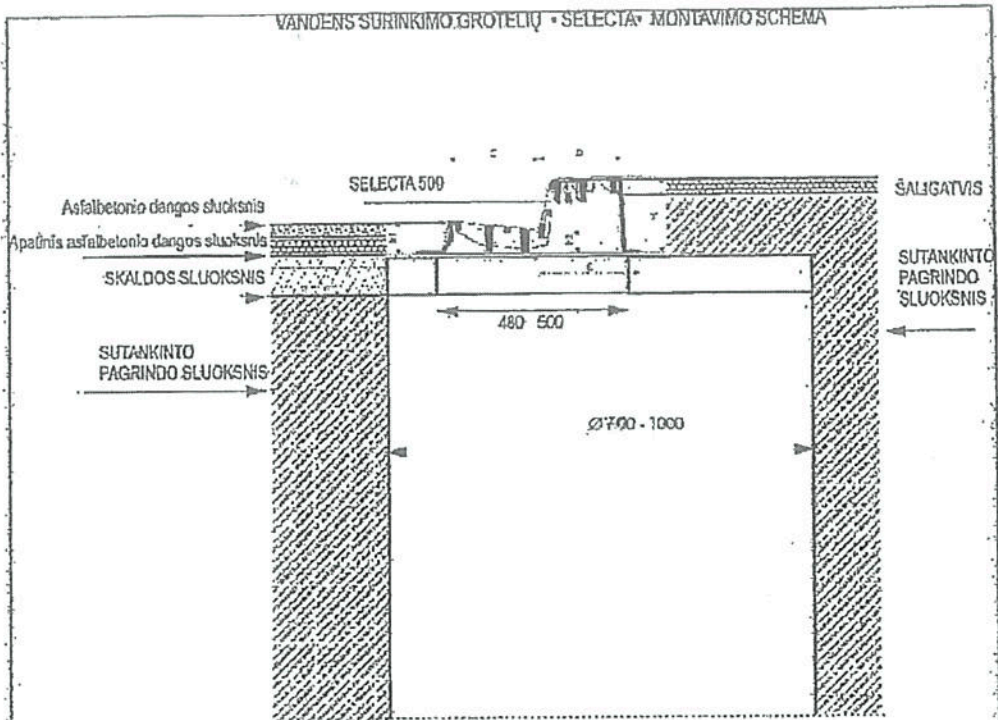 VANDENS SURINKIMO GROTELIŲ • SELECTA• MONTAVIMO SCHEMA
C D
SELECTA 500
ŠALIGATVIS
Asfalbetonio dangos sluoksnis
Apatinis asfalbetonio dangos sluoksnis
SKALDOS SLUOKSNIS
SUTANKINTO
PAGRINDO
SLUOKSNIS
480 500
SUTANKINTO
PAGRINDO SLUOKSNIS
Ø700 - 1000